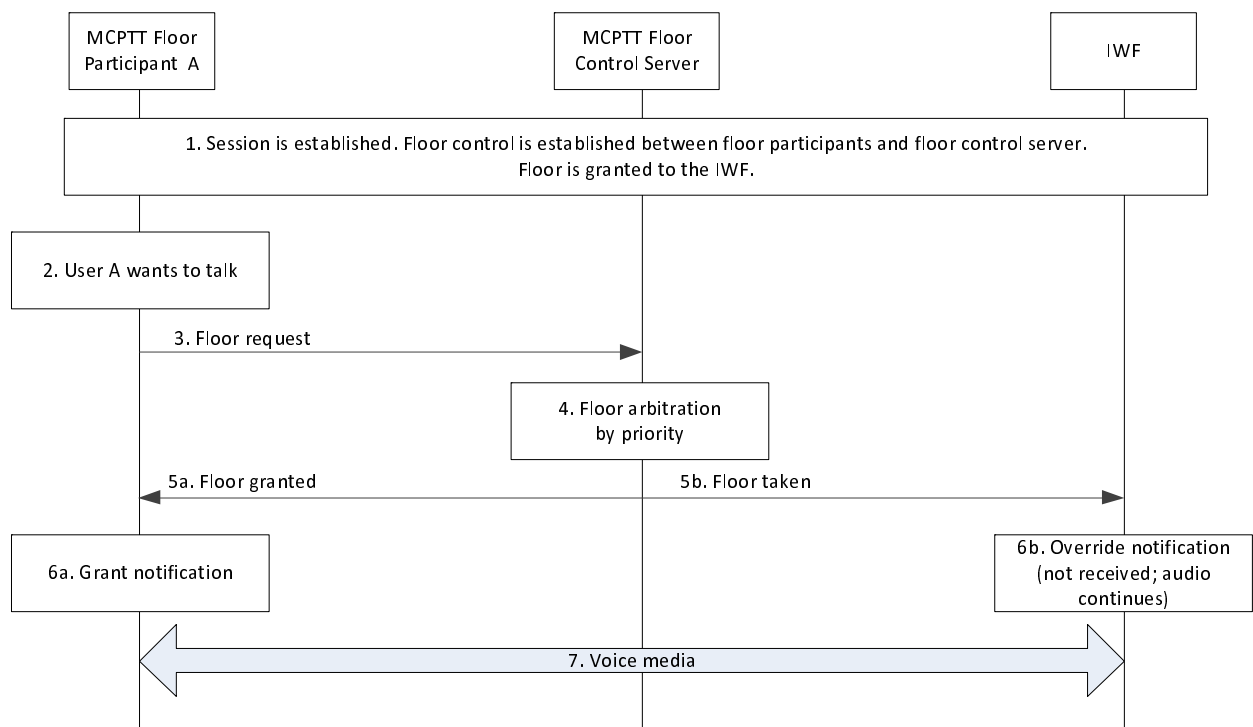 MCPTT Floor
Participant A
MCPTT Floor
Control Server
IWF
1. Session is established. Floor control is established between floor participants and floor control server.
Floor is granted to the IWF.
2. User A wants to talk
3. Floor request
4. Floor arbitration
by priority
5a. Floor granted
5b. Floor taken
6a. Grant notification
6b. Override notification
(not received; audio
continues)
7. Voice media